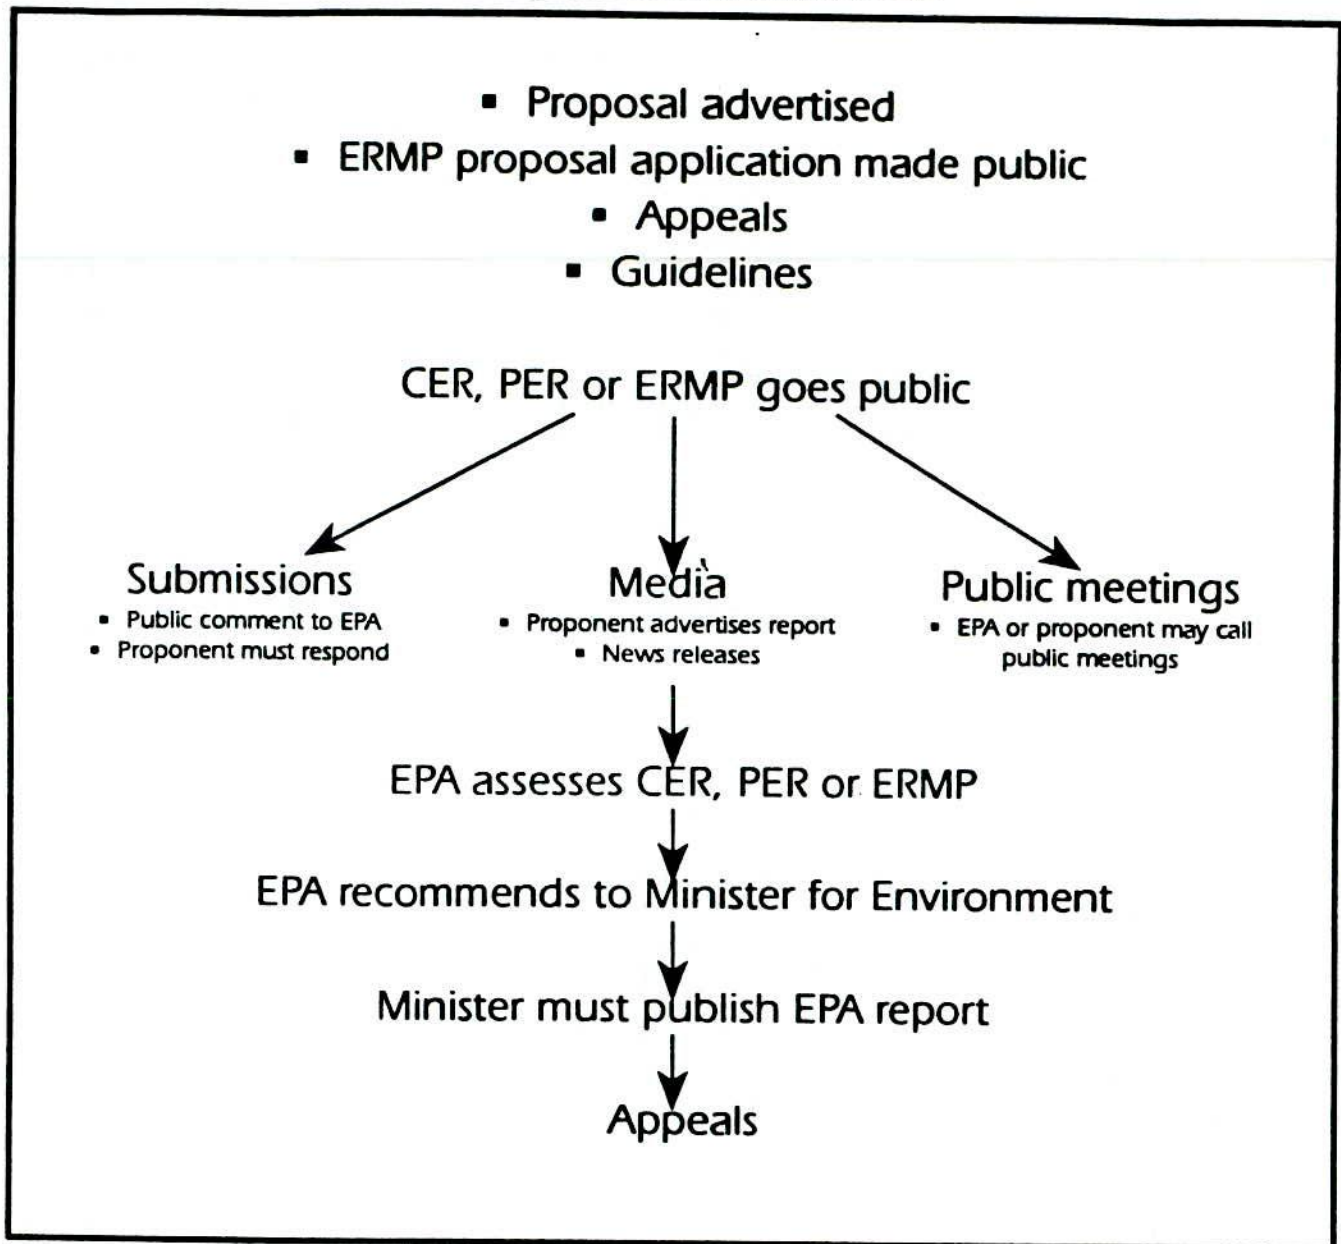 ▪ Proposal advertised
▪ ERMP proposal application made public
▪ Appeals
▪ Guidelines
CER, PER or ERMP goes public
Submissions
▪ Public comment to EPA
▪ Proponent must respond
Media
▪ Proponent advertises report
▪ News releases
Public meetings
▪ EPA or proponent may call
public meetings
EPA assesses CER, PER or ERMP
EPA recommends to Minister for Environment
Minister must publish EPA report
Appeals